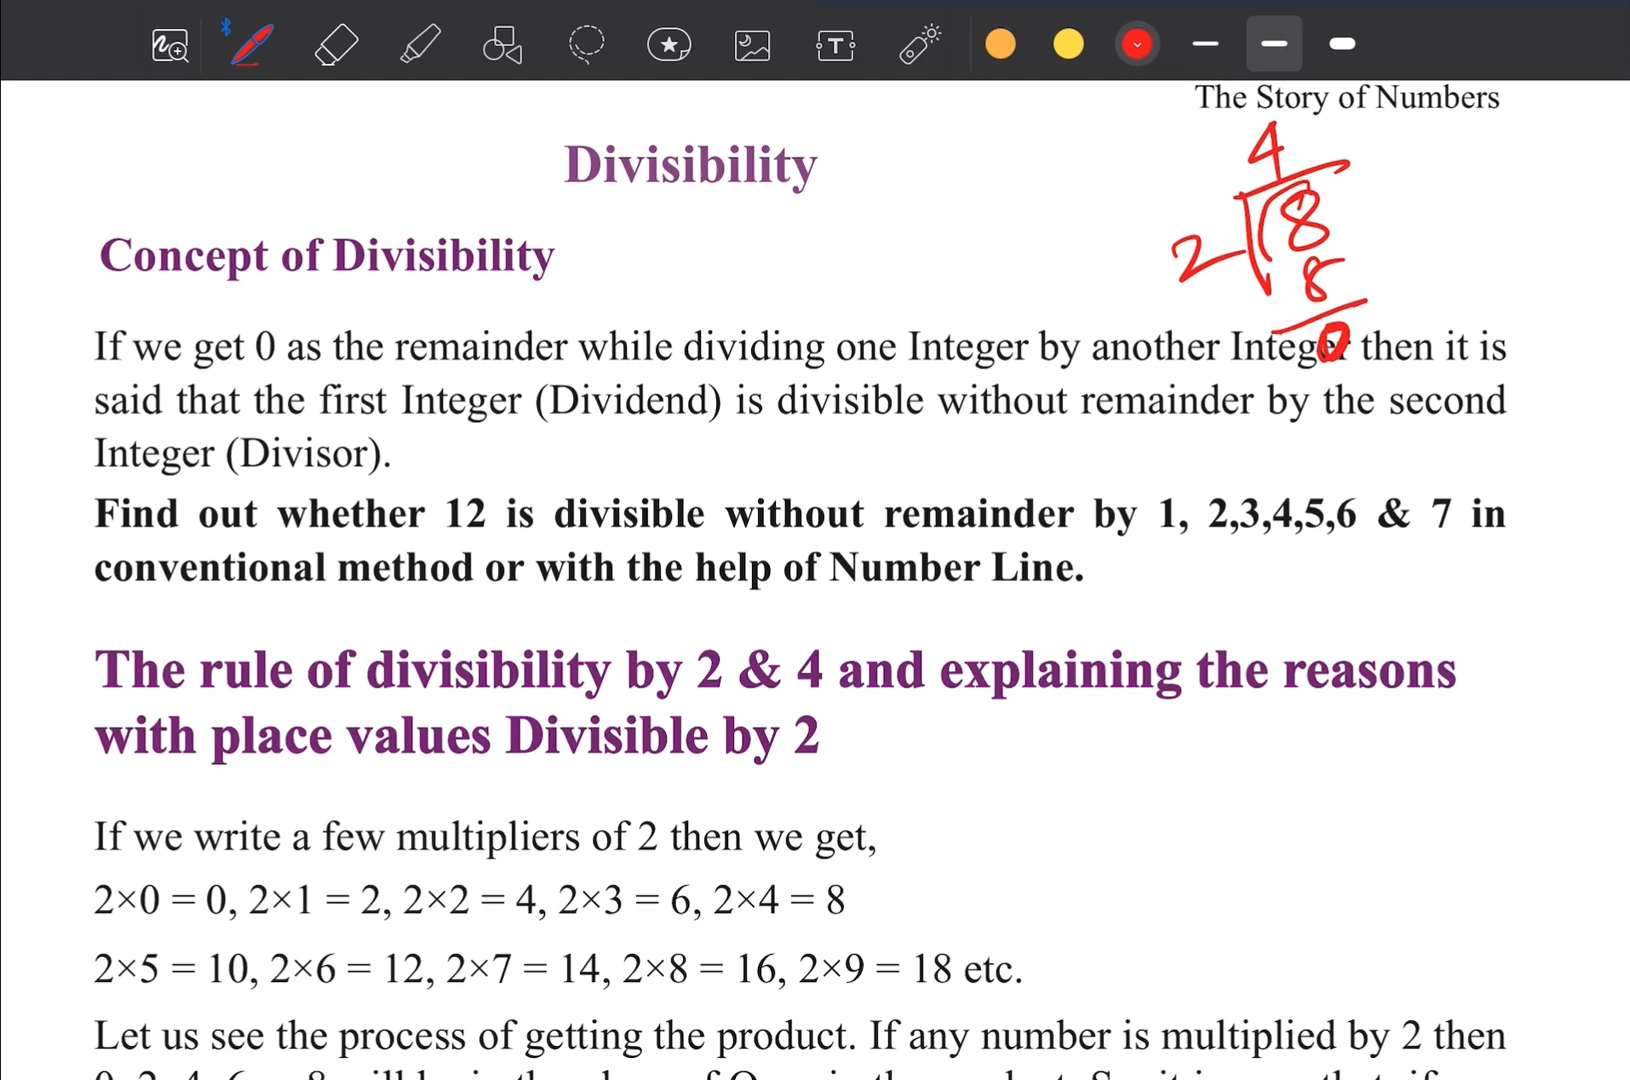 The Story of Numbers
Divisibility
4
2 8
8
0
Concept of Divisibility
If we get 0 as the remainder while dividing one Integer by another Integer then it is
said that the first Integer (Dividend) is divisible without remainder by the second
Integer (Divisor).
Find out whether 12 is divisible without remainder by 1, 2,3,4,5,6 & 7 in
conventional method or with the help of Number Line.
The rule of divisibility by 2 & 4 and explaining the reasons
with place values Divisible by 2
If we write a few multipliers of 2 then we get,
2×0 = 0, 2×1 = 2, 2×2 = 4, 2×3 = 6, 2×4 = 8
2×5 = 10, 2×6 = 12, 2×7 = 14, 2×8 = 16, 2×9 = 18 etc.
Let us see the process of getting the product. If any number is multiplied by 2 then